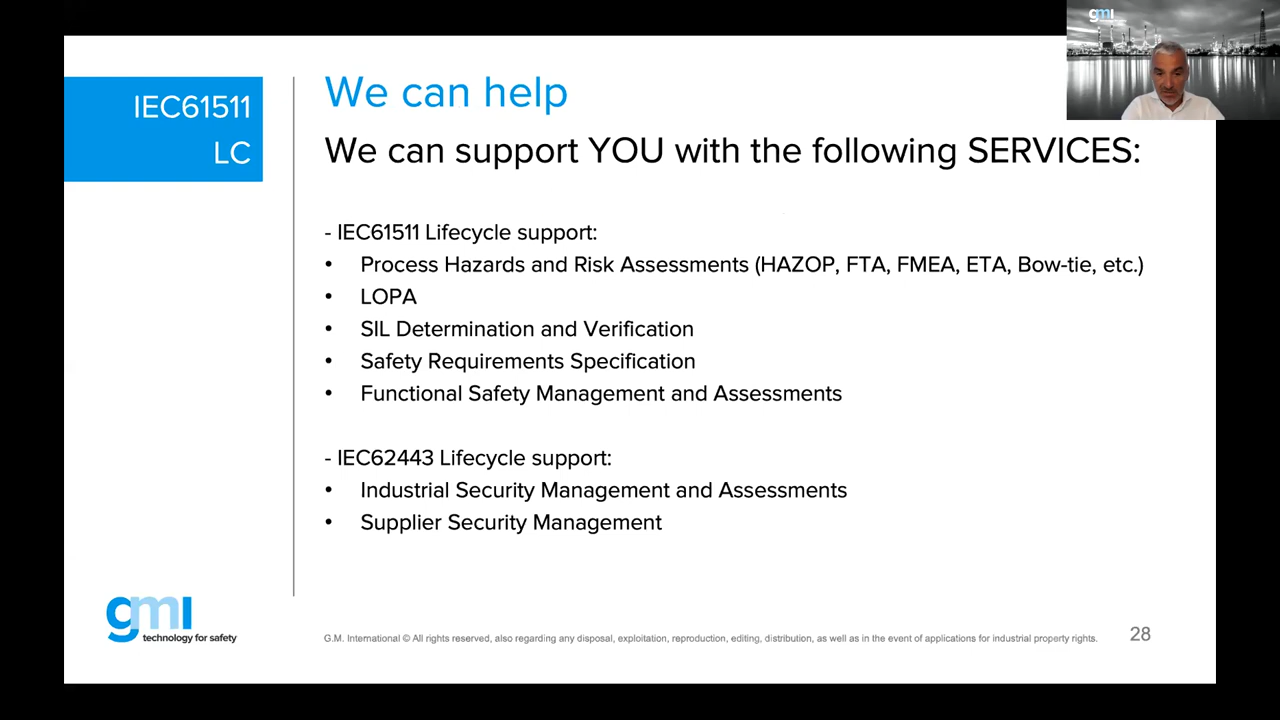 gmi
IEC61511
LC
We can help
We can support YOU with the following SERVICES:
- IEC61511 Lifecycle support:
• Process Hazards and Risk Assessments (HAZOP, FTA, FMEA, ETA, Bow-tie, etc.)
• LOPA
• SIL Determination and Verification
• Safety Requirements Specification
• Functional Safety Management and Assessments
- IEC62443 Lifecycle support:
• Industrial Security Management and Assessments
• Supplier Security Management
gmi
technology for safety
G.M. International © All rights reserved, also regarding any disposal, exploitation, reproduction, editing, distribution, as well as in the event of applications for industrial property rights.
28